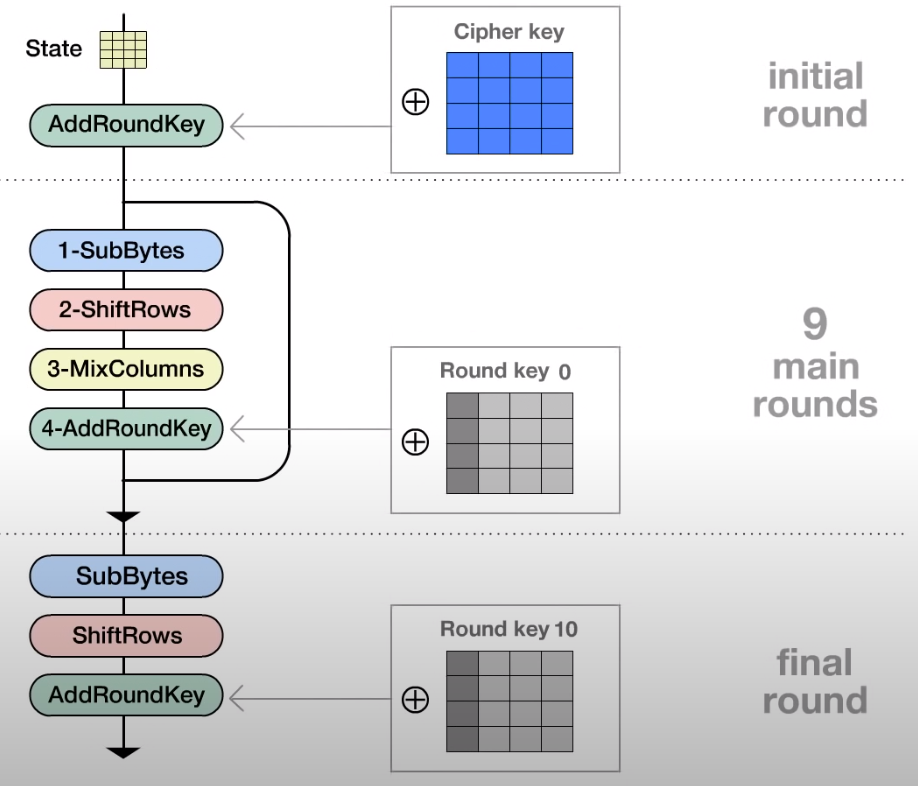 State
Cipher key
initial
round
AddRoundKey
1-SubBytes
2-ShiftRows
3-MixColumns
4-AddRoundKey
Round key 0
9
main
rounds
SubBytes
ShiftRows
AddRoundKey
Round key 10
final
round